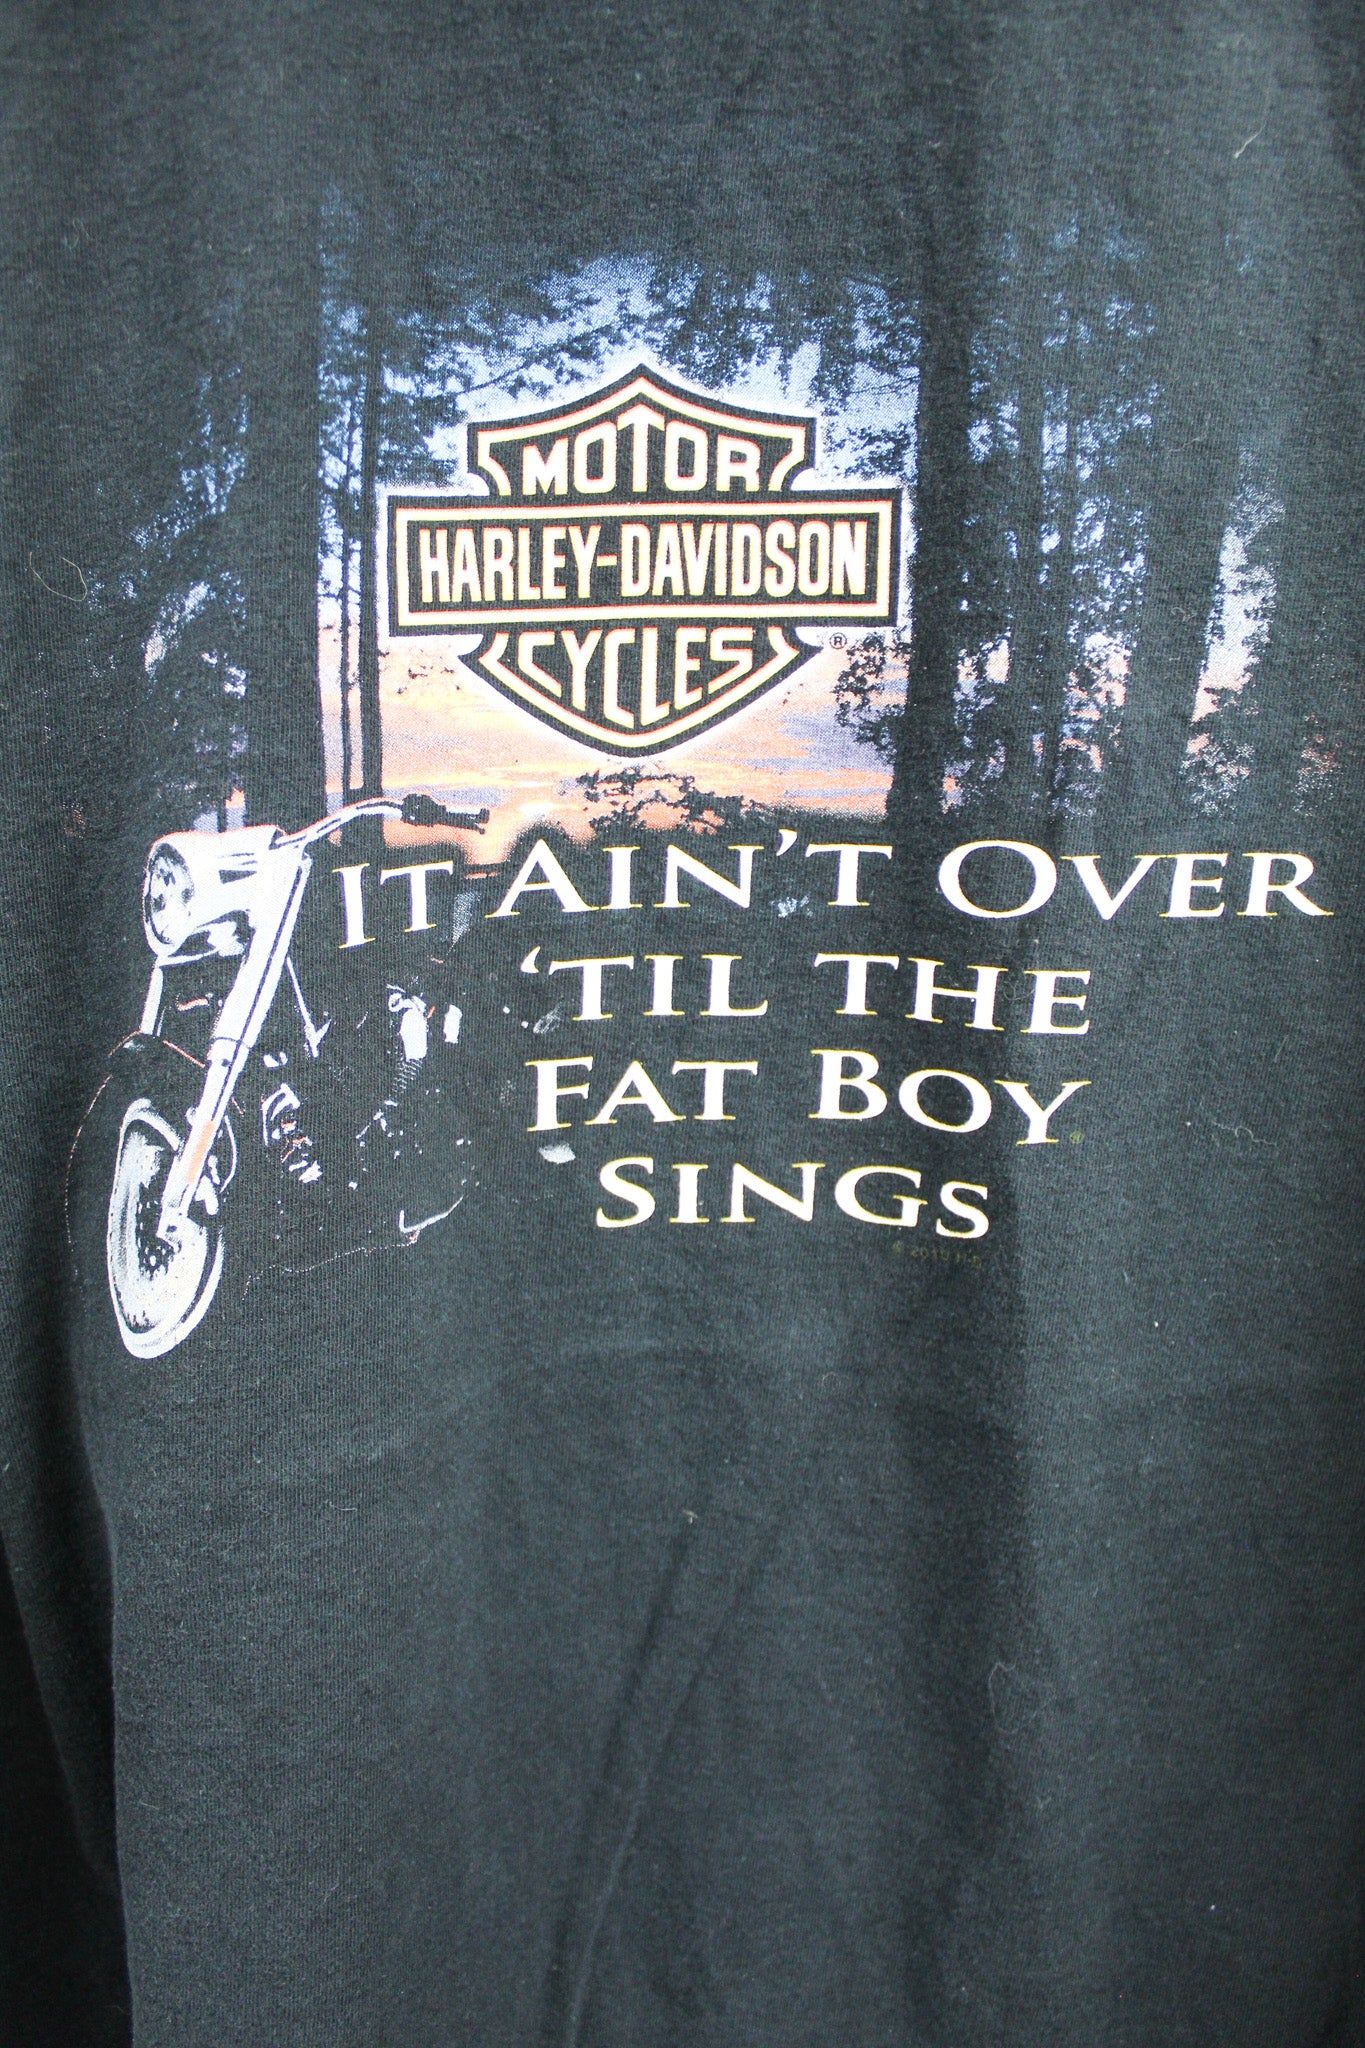 MOTOR
HARLEY-DAVIDSON
CYCLES ®
IT AIN'T OVER
'TIL THE
FAT BOY
SINGS